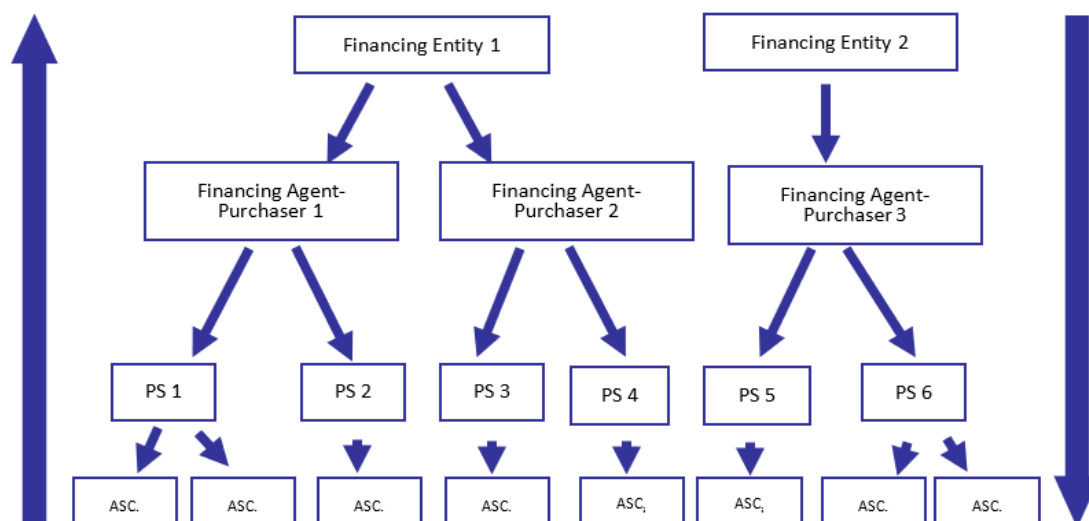 Financing Entity 1
Financing Entity 2
Financing Agent-
Purchaser 1
Financing Agent-
Purchaser 2
Financing Agent-
Purchaser 3
PS 1
PS 2
PS 3
PS 4
PS 5
PS 6
ASC.
ASC.
ASC.
ASC.
ASC;
ASC;
ASC.
ASC.